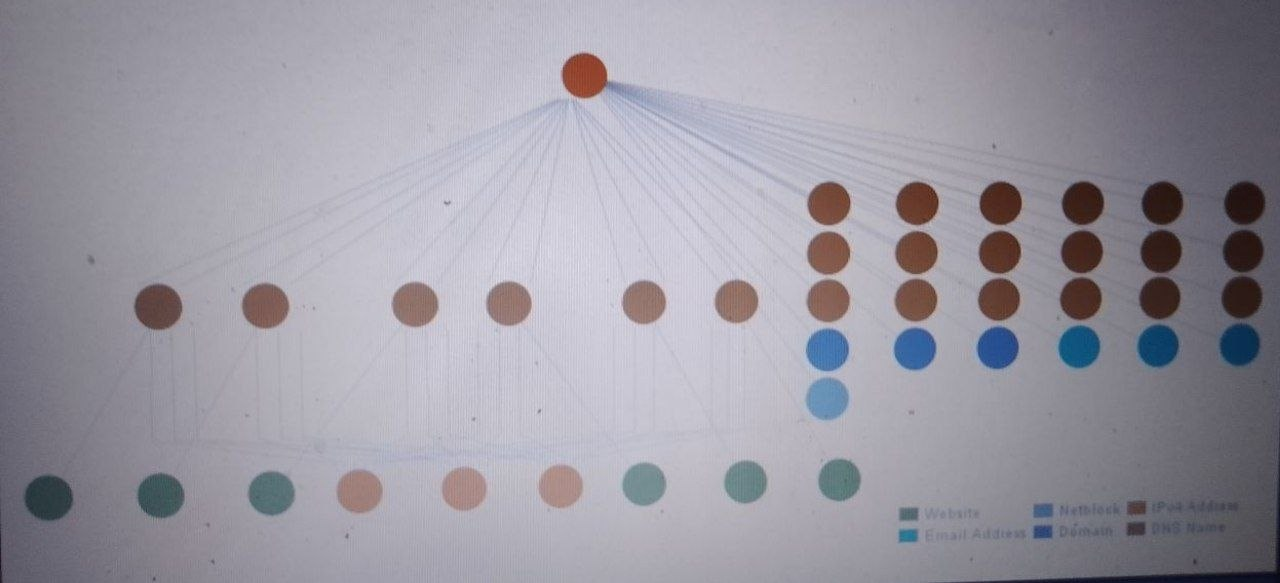 Website Netblock IPv4 Address
Email Address Domain DNS Name